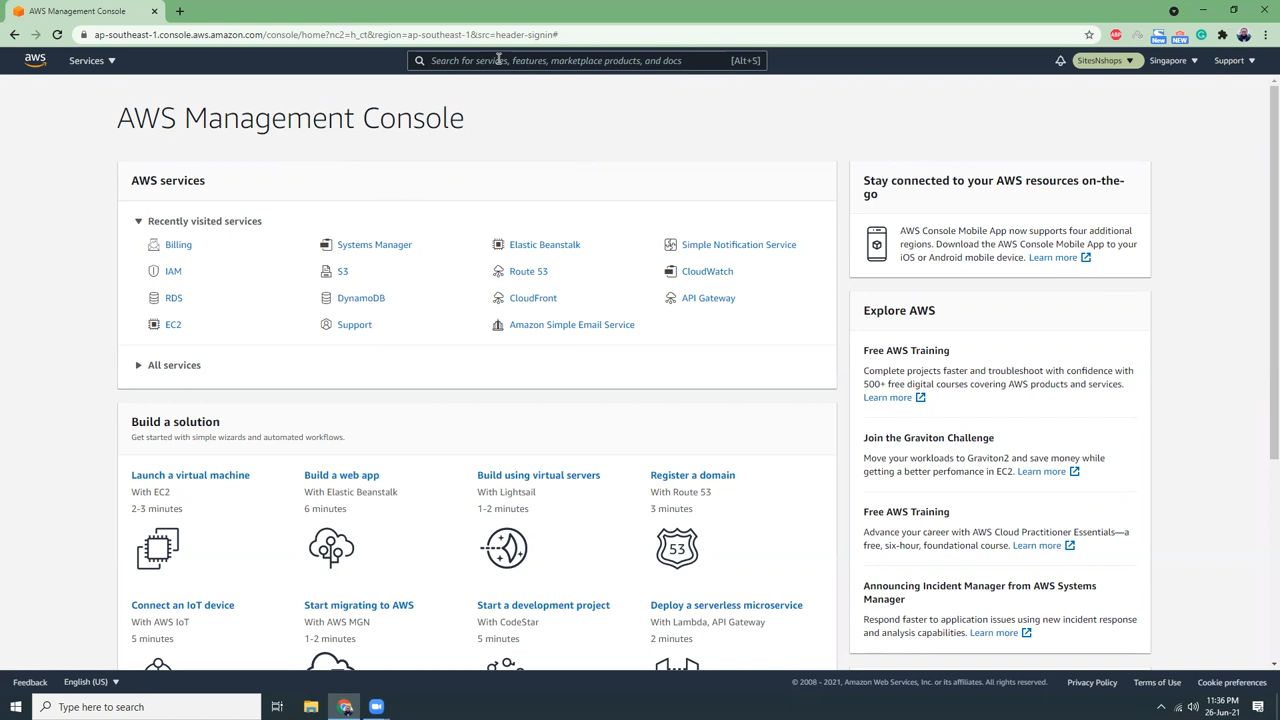 AWS Management Console
ap-southeast-1.console.aws.amazon.com/console/home?nc2=h_ct&region=ap-southeast-1&src=header-signin#
ABP
New
NEW
aws
Services
Search for services, features, marketplace products, and docs
[Alt+S]
SitesNshops
Singapore
Support
AWS Management Console
AWS services
Recently visited services
Billing
Systems Manager
Elastic Beanstalk
Simple Notification Service
IAM
S3
Route 53
CloudWatch
RDS
DynamoDB
CloudFront
API Gateway
EC2
Support
Amazon Simple Email Service
All services
Build a solution
Get started with simple wizards and automated workflows.
Launch a virtual machine
With EC2
2-3 minutes
Build a web app
With Elastic Beanstalk
6 minutes
Build using virtual servers
With Lightsail
1-2 minutes
Register a domain
With Route 53
3 minutes
53
Connect an IoT device
With AWS IoT
5 minutes
Start migrating to AWS
With AWS MGN
1-2 minutes
Start a development project
With CodeStar
5 minutes
Deploy a serverless microservice
With Lambda, API Gateway
2 minutes
Stay connected to your AWS resources on-the-
go
AWS Console Mobile App now supports four additional
regions. Download the AWS Console Mobile App to your
iOS or Android mobile device. Learn more
Explore AWS
Free AWS Training
Complete projects faster and troubleshoot with confidence with
500+ free digital courses covering AWS products and services.
Learn more
Join the Graviton Challenge
Move your workloads to Graviton2 and save money while
getting a better perfomance in EC2. Learn more
Free AWS Training
Advance your career with AWS Cloud Practitioner Essentials—a
free, six-hour, foundational course. Learn more
Announcing Incident Manager from AWS Systems
Manager
Respond faster to application issues using new incident response
and analysis capabilities. Learn more
Feedback
English (US)
© 2008 - 2021, Amazon Web Services, Inc. or its affiliates. All rights reserved.
Privacy Policy
Terms of Use
Cookie preferences
Type here to search
11:36 PM
26-Jun-21